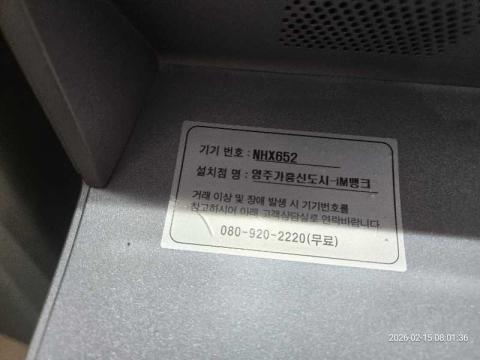 기기 번호 : NHX652
설치점 명 : 영주가흥신도시-iM뱅크
거래 이상 및 장애 발생 시 기기번호를
참고하시어 아래 고객상담실로 연락바랍니다.
080-920-2220(무료)
2026-02-15 08:01:36